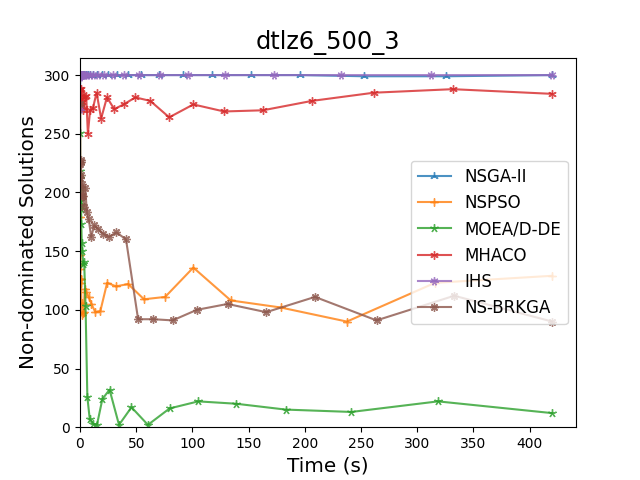 dtlz6_500_3
Non-dominated Solutions
300
250
200
150
100
50
0
NSGA-II
NSPSO
MOEA/D-DE
MHACO
IHS
NS-BRKGA
0 50 100 150 200 250 300 350 400
Time (s)